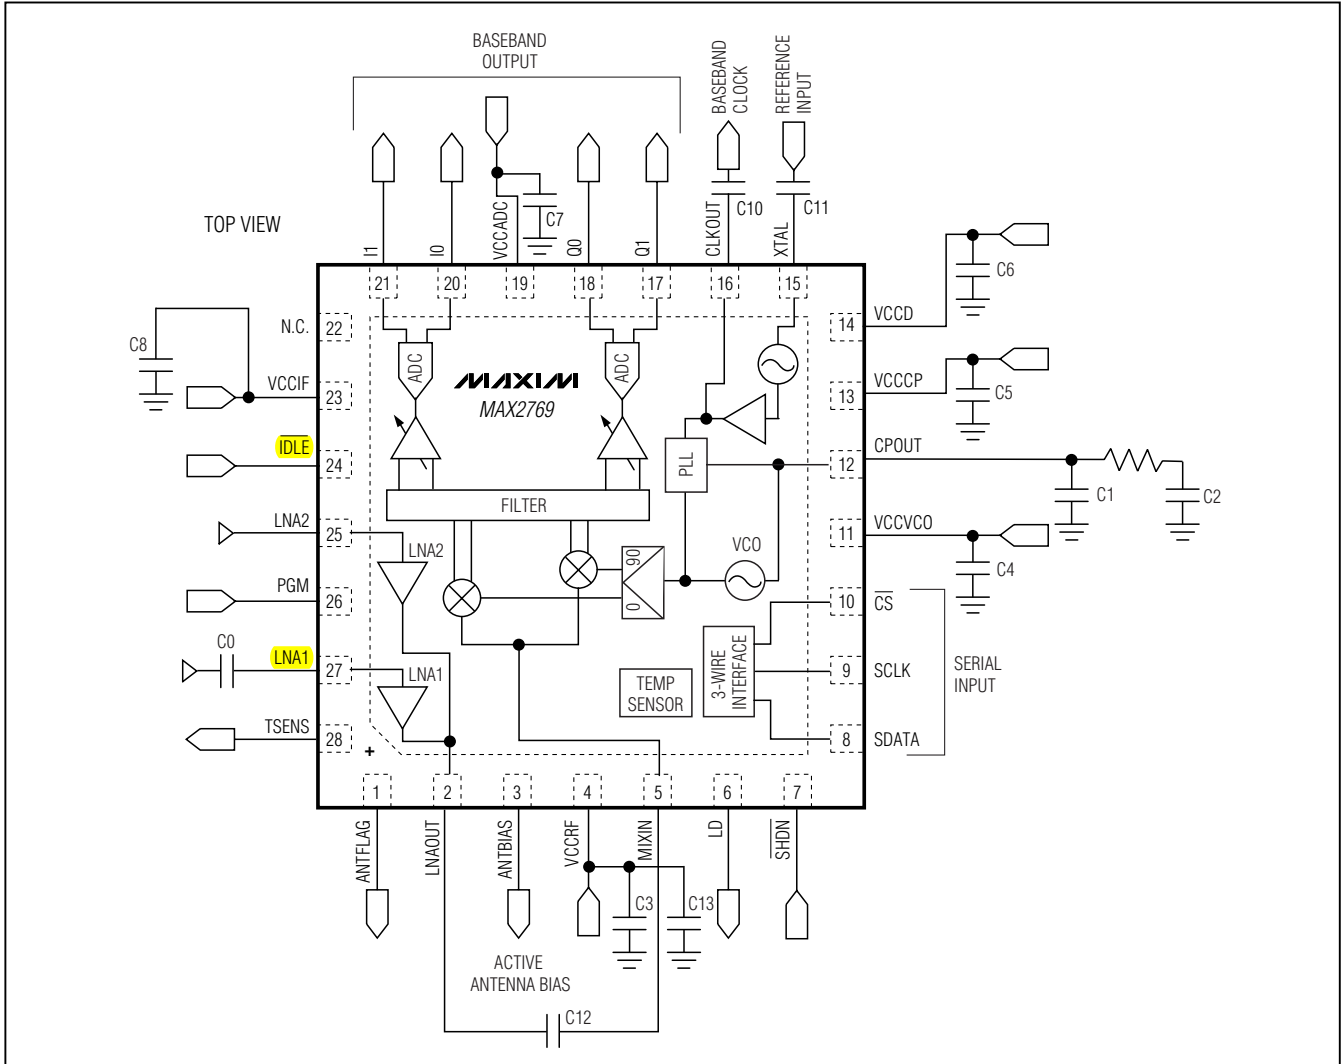 BASEBAND
OUTPUT
BASEBAND
CLOCK
REFERENCE
INPUT
TOP VIEW
I1
I0
VCCADC
C7
Q0
Q1
CLKOUT
C10
XTAL
C11
21
20
19
18
17
16
15
N.C.
22
C8
VCCIF
23
IDLE
24
LNA2
25
PGM
26
C0
LNA1
27
TSENS
28
ADC
ADC
MAXIM
MAX2769
PLL
FILTER
LNA2
VCO
90
0
LNA1
TEMP
SENSOR
3-WIRE
INTERFACE
+
14
VCCD
C6
13
VCCCP
C5
12
CPOUT
C1
C2
11
VCCVCO
C4
10
CS
9
SCLK
8
SDATA
SERIAL
INPUT
1
2
3
4
5
6
7
ANTFLAG
LNAOUT
ANTBIAS
VCCRF
MIXIN
LD
SHDN
C3
C13
ACTIVE
ANTENNA BIAS
C12